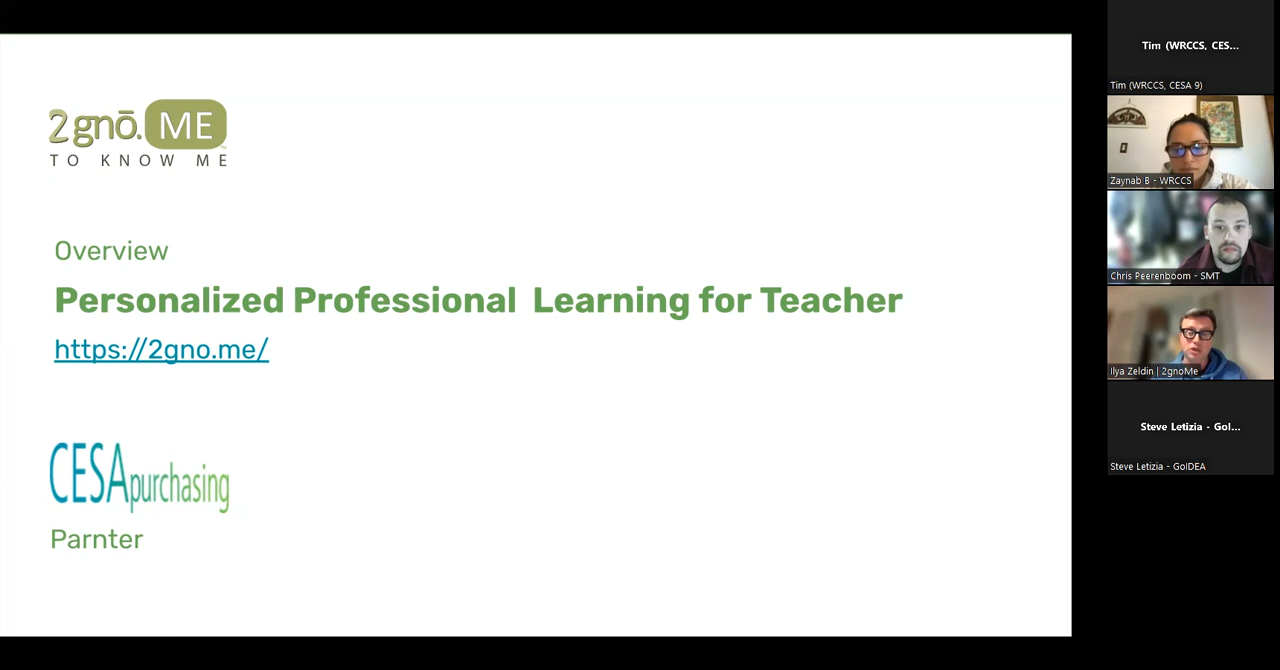 2gnō.ME
TO KNOW ME
Overview
Personalized Professional Learning for Teacher
https://2gno.me/
CESApurchasing
Parnter
Tim (WRCCS, CES...
Tim (WRCCS, CESA 9)
Zaynab B - WRCCS
Chris Peerenboom - SMT
Ilya Zeldin | 2gnoMe
Steve Letizia - GoI...
Steve Letizia - GoIDEA